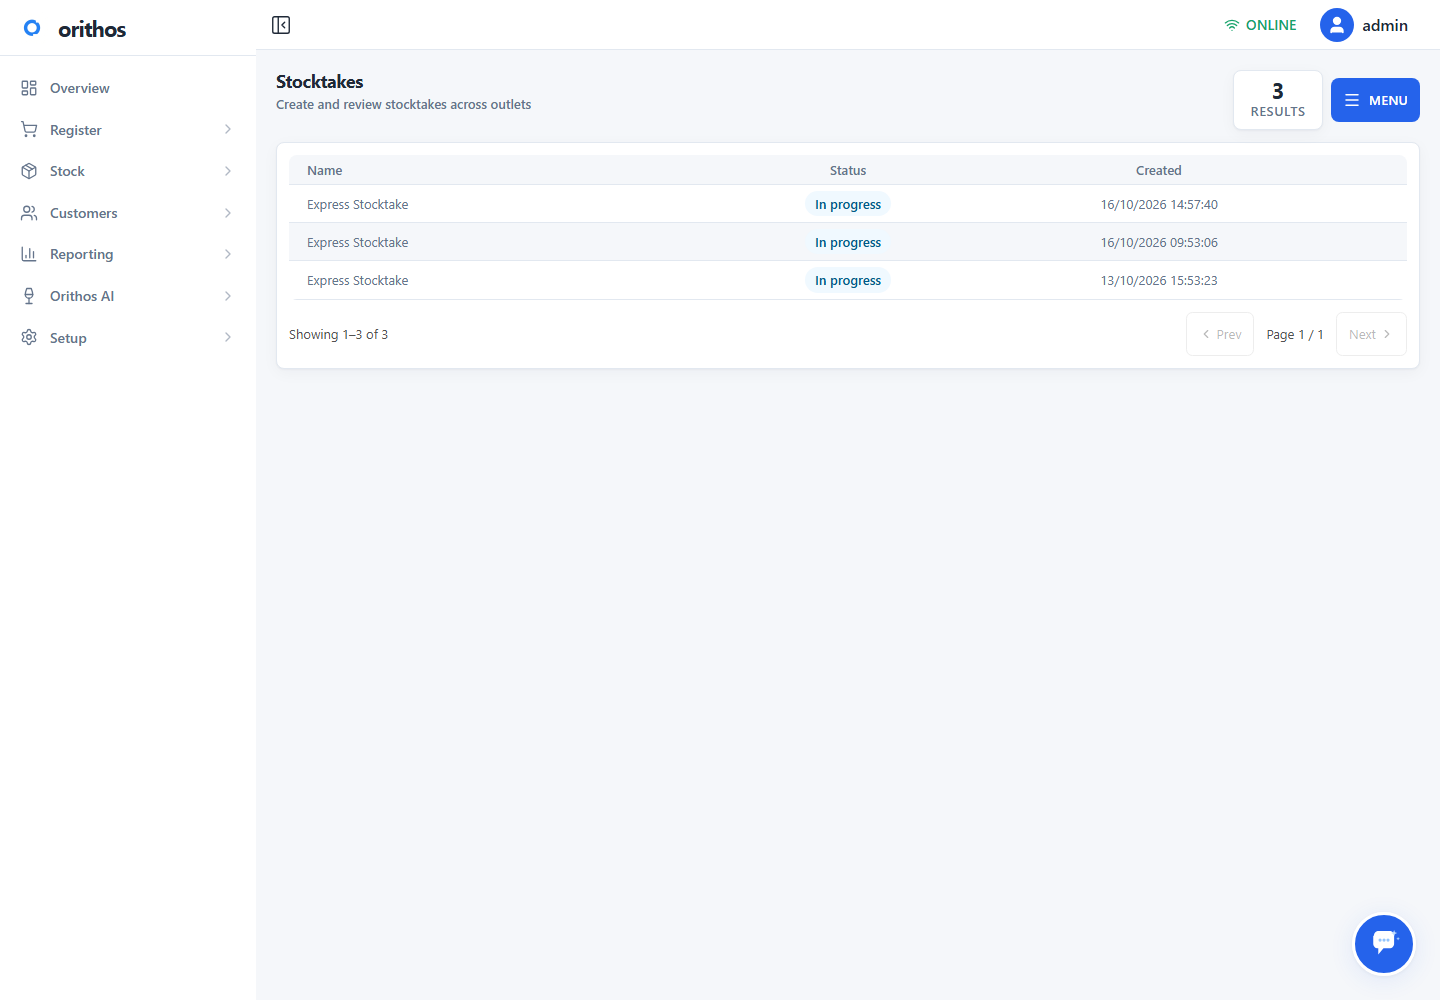 orithos
ONLINE
admin
Overview
Register
Stock
Customers
Reporting
Orithos AI
Setup
Stocktakes
Create and review stocktakes across outlets
3
RESULTS
MENU
Name Status Created
Express Stocktake In progress 16/10/2026 14:57:40
Express Stocktake In progress 16/10/2026 09:53:06
Express Stocktake In progress 13/10/2026 15:53:23
Showing 1–3 of 3
Prev Page 1 / 1 Next